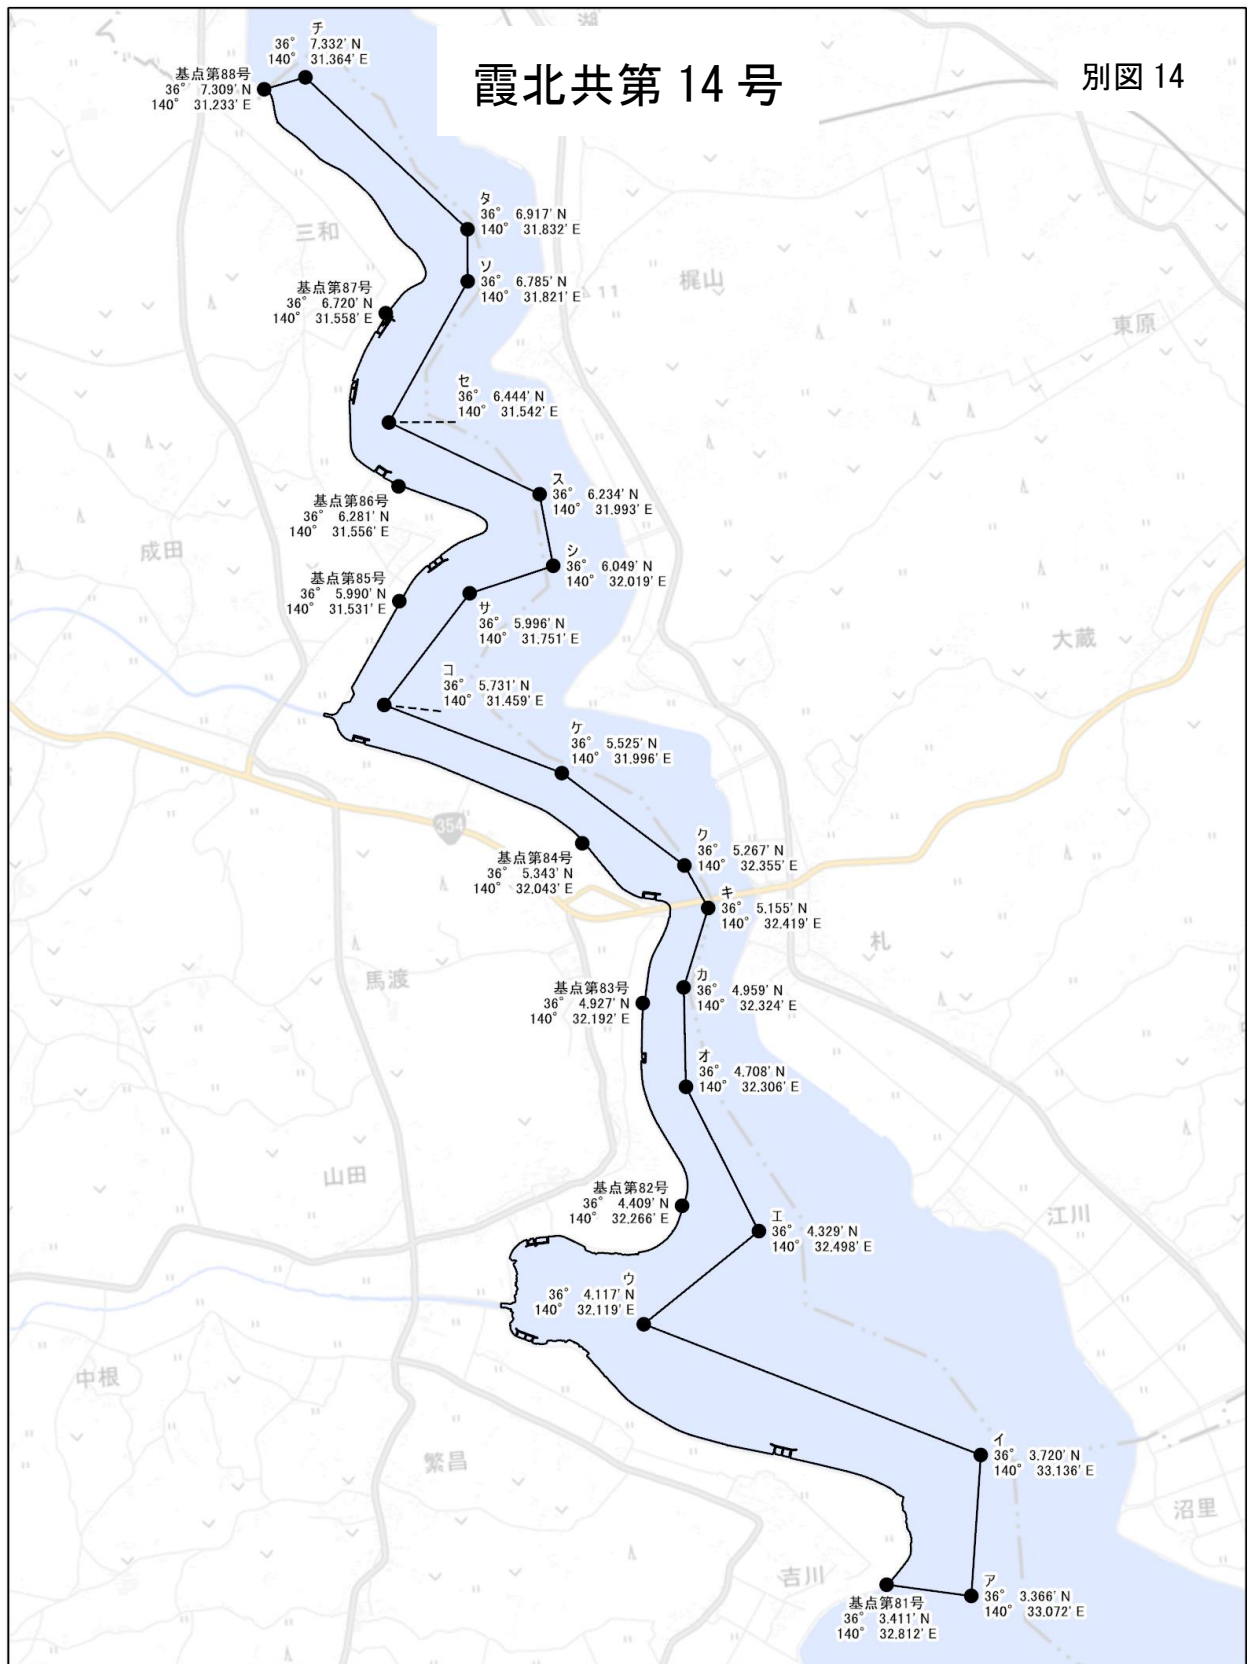 霞北共第 14 号
別図 14
湖
チ
36° 7.332' N
140° 31.364' E
基点第88号
36° 7.309' N
140° 31.233' E
タ
36° 6.917' N
140° 31.832' E
三和
ソ
36° 6.785' N
140° 31.821' E
11
梶山
東原
基点第87号
36° 6.720' N
140° 31.558' E
セ
36° 6.444' N
140° 31.542' E
ス
36° 6.234' N
140° 31.993' E
基点第86号
36° 6.281' N
140° 31.556' E
成田
シ
36° 6.049' N
140° 32.019' E
基点第85号
36° 5.990' N
140° 31.531' E
サ
36° 5.996' N
140° 31.751' E
大蔵
コ
36° 5.731' N
140° 31.459' E
ケ
36° 5.525' N
140° 31.996' E
354
基点第84号
36° 5.343' N
140° 32.043' E
ク
36° 5.267' N
140° 32.355' E
キ
36° 5.155' N
140° 32.419' E
札
馬渡
カ
36° 4.959' N
140° 32.324' E
基点第83号
36° 4.927' N
140° 32.192' E
オ
36° 4.708' N
140° 32.306' E
山田
基点第82号
36° 4.409' N
140° 32.266' E
江川
エ
36° 4.329' N
140° 32.498' E
ウ
36° 4.117' N
140° 32.119' E
中根
繁昌
イ
36° 3.720' N
140° 33.136' E
沼里
吉川
ア
36° 3.366' N
140° 33.072' E
基点第81号
36° 3.411' N
140° 32.812' E